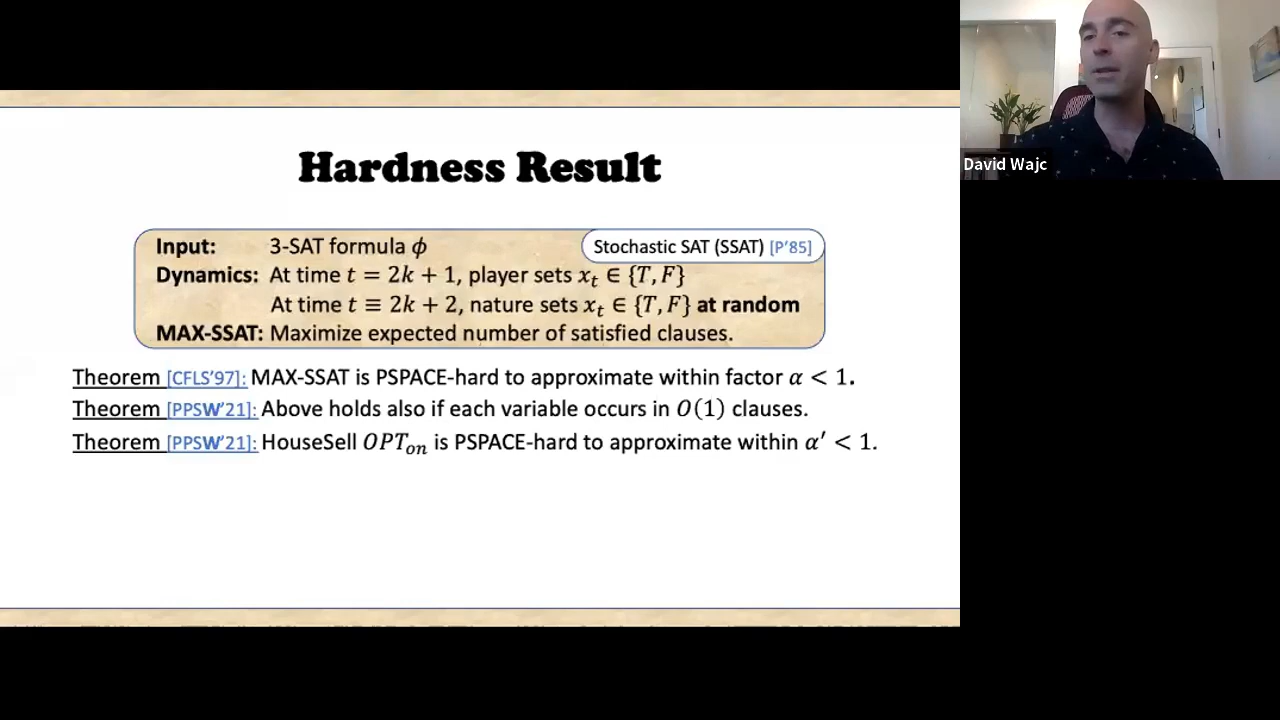 Hardness Result
Input: 3-SAT formula ϕ
Stochastic SAT (SSAT) [P'85]
Dynamics: At time t = 2k + 1, player sets xₜ ∈ {T, F}
At time t ≡ 2k + 2, nature sets xₜ ∈ {T, F} at random
MAX-SSAT: Maximize expected number of satisfied clauses.
Theorem [CFLS'97]: MAX-SSAT is PSPACE-hard to approximate within factor α < 1.
Theorem [PPSW'21]: Above holds also if each variable occurs in O(1) clauses.
Theorem [PPSW'21]: HouseSell OPTₒₙ is PSPACE-hard to approximate within α′ < 1.
David Wajc